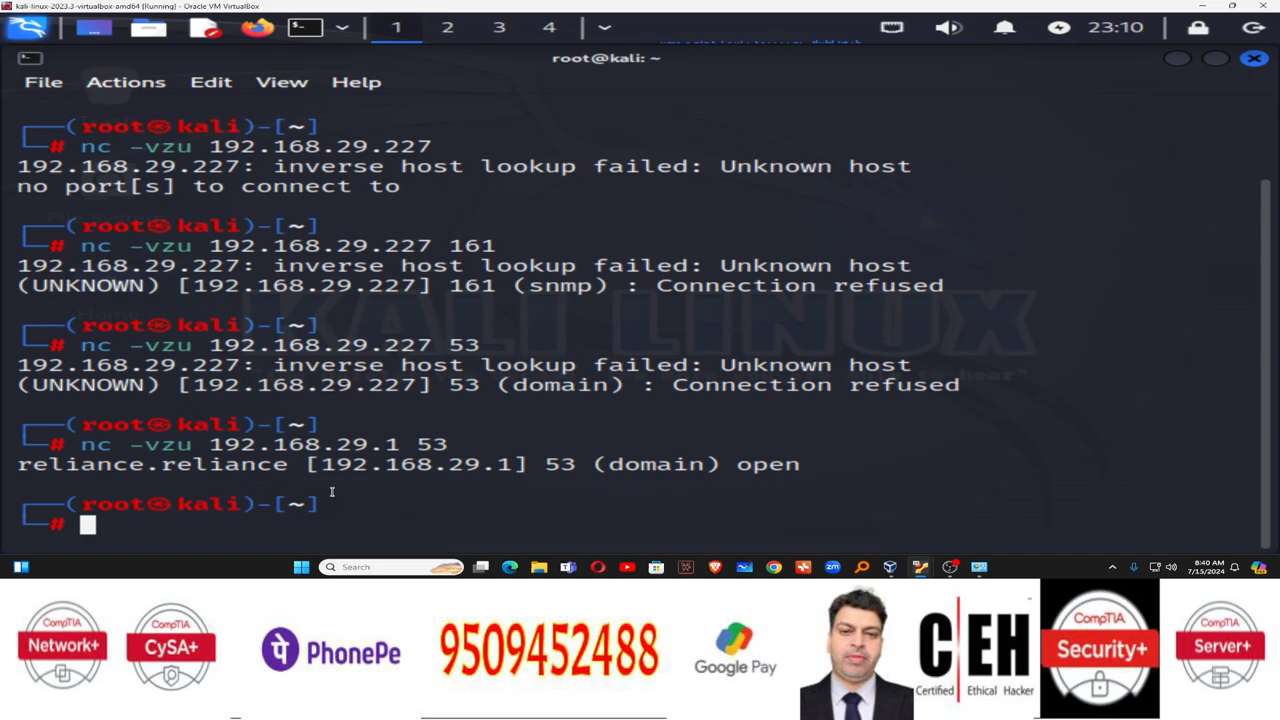 kali-linux-2023.3-virtualbox-amd64 [Running] - Oracle VM VirtualBox
1 2 3 4 23:10
root@kali: ~
File Actions Edit View Help
┌──(root㉿kali)-[~]
└─# nc -vzu 192.168.29.227
192.168.29.227: inverse host lookup failed: Unknown host
no port[s] to connect to
┌──(root㉿kali)-[~]
└─# nc -vzu 192.168.29.227 161
192.168.29.227: inverse host lookup failed: Unknown host
(UNKNOWN) [192.168.29.227] 161 (snmp) : Connection refused
┌──(root㉿kali)-[~]
└─# nc -vzu 192.168.29.227 53
192.168.29.227: inverse host lookup failed: Unknown host
(UNKNOWN) [192.168.29.227] 53 (domain) : Connection refused
┌──(root㉿kali)-[~]
└─# nc -vzu 192.168.29.1 53
reliance.reliance [192.168.29.1] 53 (domain) open
┌──(root㉿kali)-[~]
└─#
KALI LINUX
Search
8:40 AM
7/15/2024
CompTIA
Network+
CompTIA
CySA+
PhonePe
9509452488
Google Pay
CEH
Certified Ethical Hacker
CompTIA
Security+
CompTIA
Server+